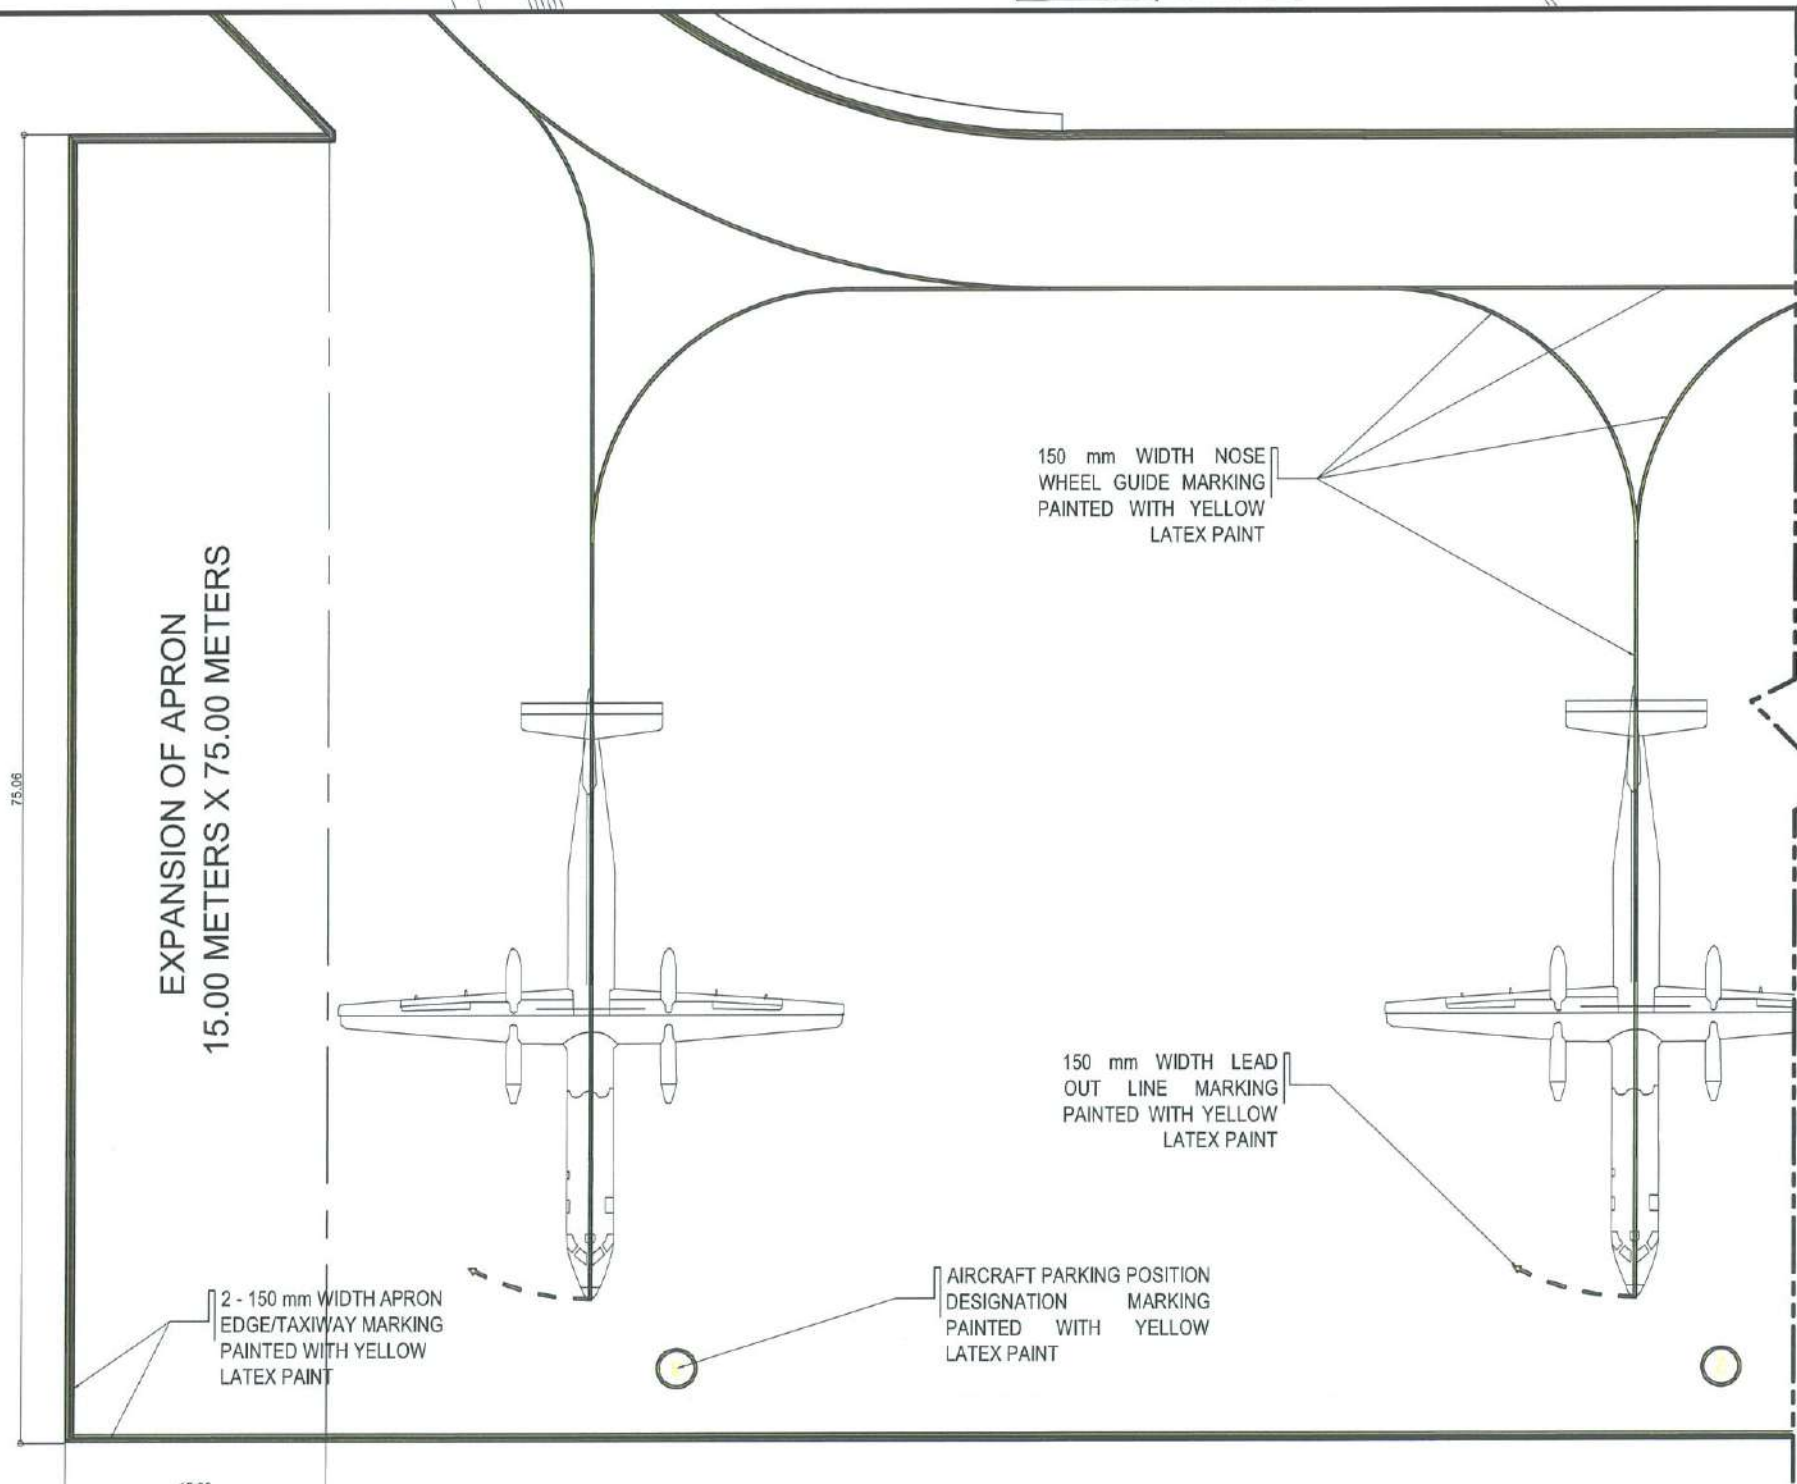 150 mm WIDTH NOSE
WHEEL GUIDE MARKING
PAINTED WITH YELLOW
LATEX PAINT
EXPANSION OF APRON
15.00 METERS X 75.00 METERS
75.06
150 mm WIDTH LEAD
OUT LINE MARKING
PAINTED WITH YELLOW
LATEX PAINT
2 - 150 mm WIDTH APRON
EDGE/TAXIWAY MARKING
PAINTED WITH YELLOW
LATEX PAINT
AIRCRAFT PARKING POSITION
DESIGNATION MARKING
PAINTED WITH YELLOW
LATEX PAINT